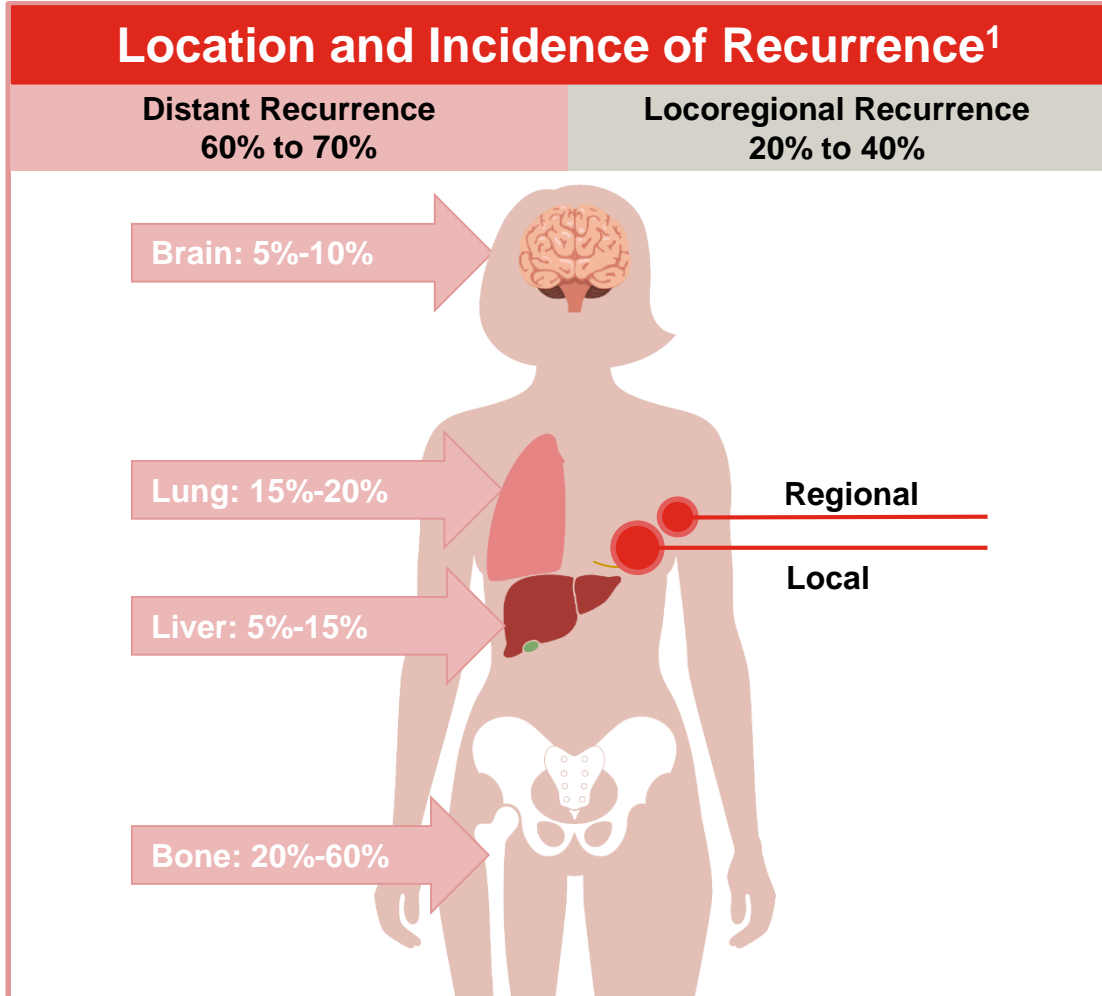 Location and Incidence of Recurrence¹
Distant Recurrence
60% to 70%
Locoregional Recurrence
20% to 40%
Brain: 5%-10%
Lung: 15%-20%
Regional
Local
Liver: 5%-15%
Bone: 20%-60%